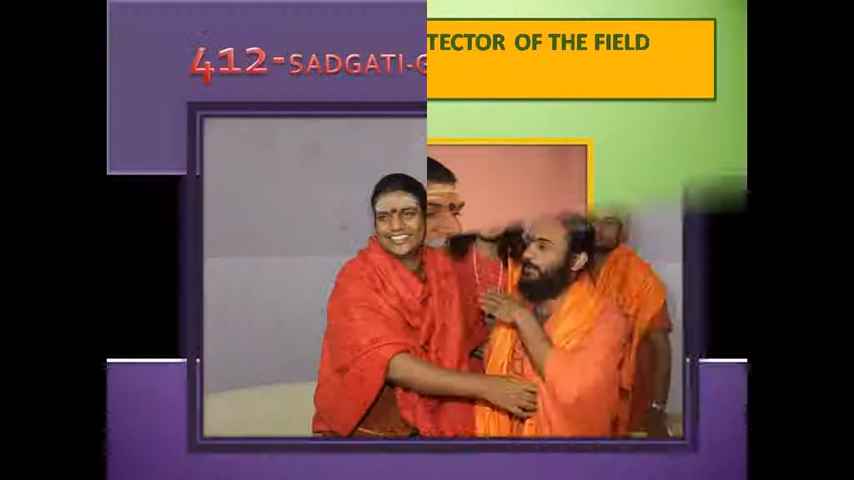 412-SADGATI-
TECTOR OF THE FIELD